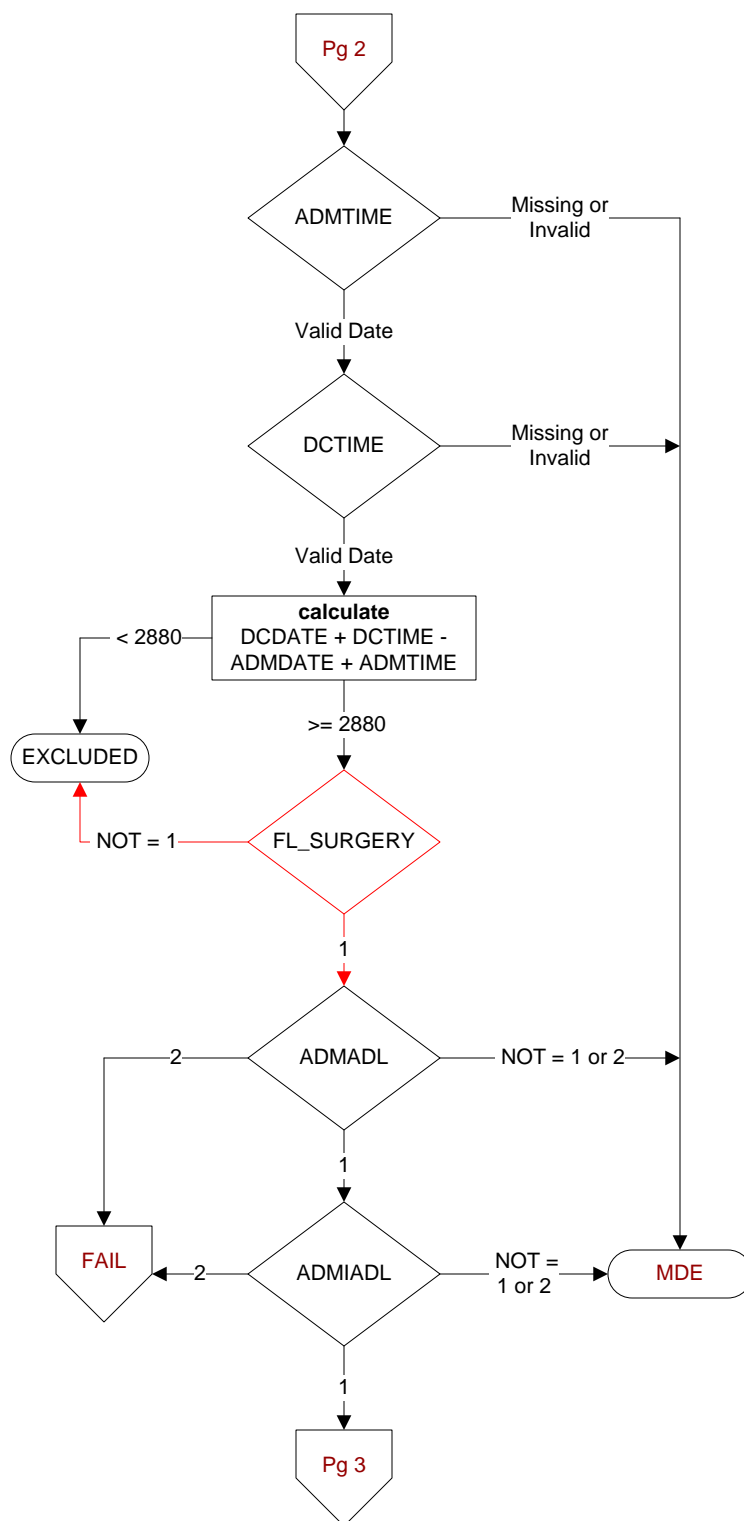 Pg 2
ADMTIME
Missing or
Invalid
Valid Date
DCTIME
Missing or
Invalid
Valid Date
calculate
DCDATE + DCTIME -
ADMDATE + ADMTIME
< 2880
>= 2880
EXCLUDED
NOT = 1
FL_SURGERY
1
2
ADMADL
NOT = 1 or 2
1
FAIL
2
ADMIADL
NOT =
1 or 2
MDE
1
Pg 3